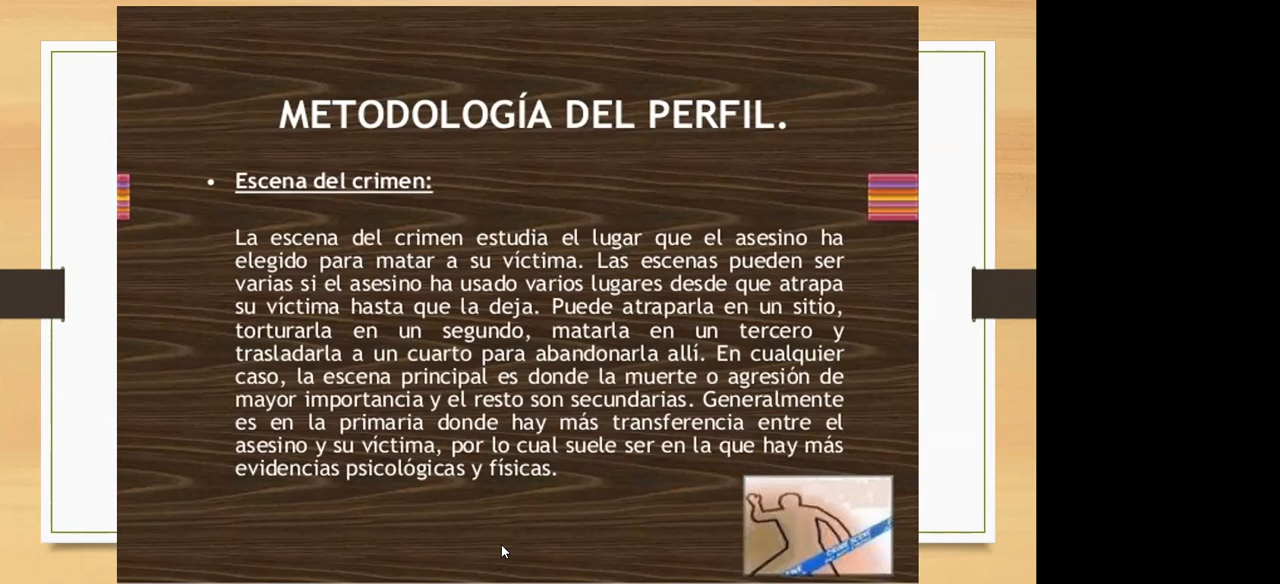 METODOLOGÍA DEL PERFIL.
• Escena del crimen:
La escena del crimen estudia el lugar que el asesino ha
elegido para matar a su víctima. Las escenas pueden ser
varias si el asesino ha usado varios lugares desde que atrapa
su víctima hasta que la deja. Puede atraparla en un sitio,
torturarla en un segundo, matarla en un tercero y
trasladarla a un cuarto para abandonarla allí. En cualquier
caso, la escena principal es donde la muerte o agresión de
mayor importancia y el resto son secundarias. Generalmente
es en la primaria donde hay más transferencia entre el
asesino y su víctima, por lo cual suele ser en la que hay más
evidencias psicológicas y físicas.